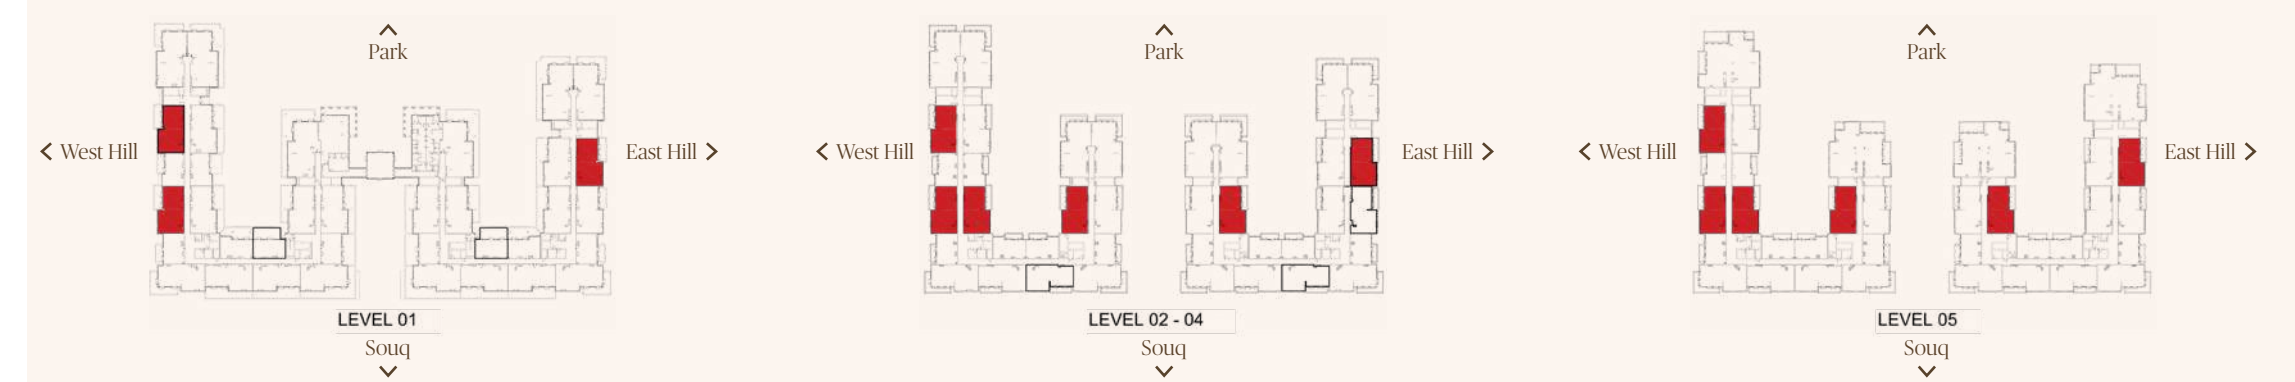 Park
West Hill
East Hill
LEVEL 01
Souq
Park
West Hill
East Hill
LEVEL 02 - 04
Souq
Park
West Hill
East Hill
LEVEL 05
Souq